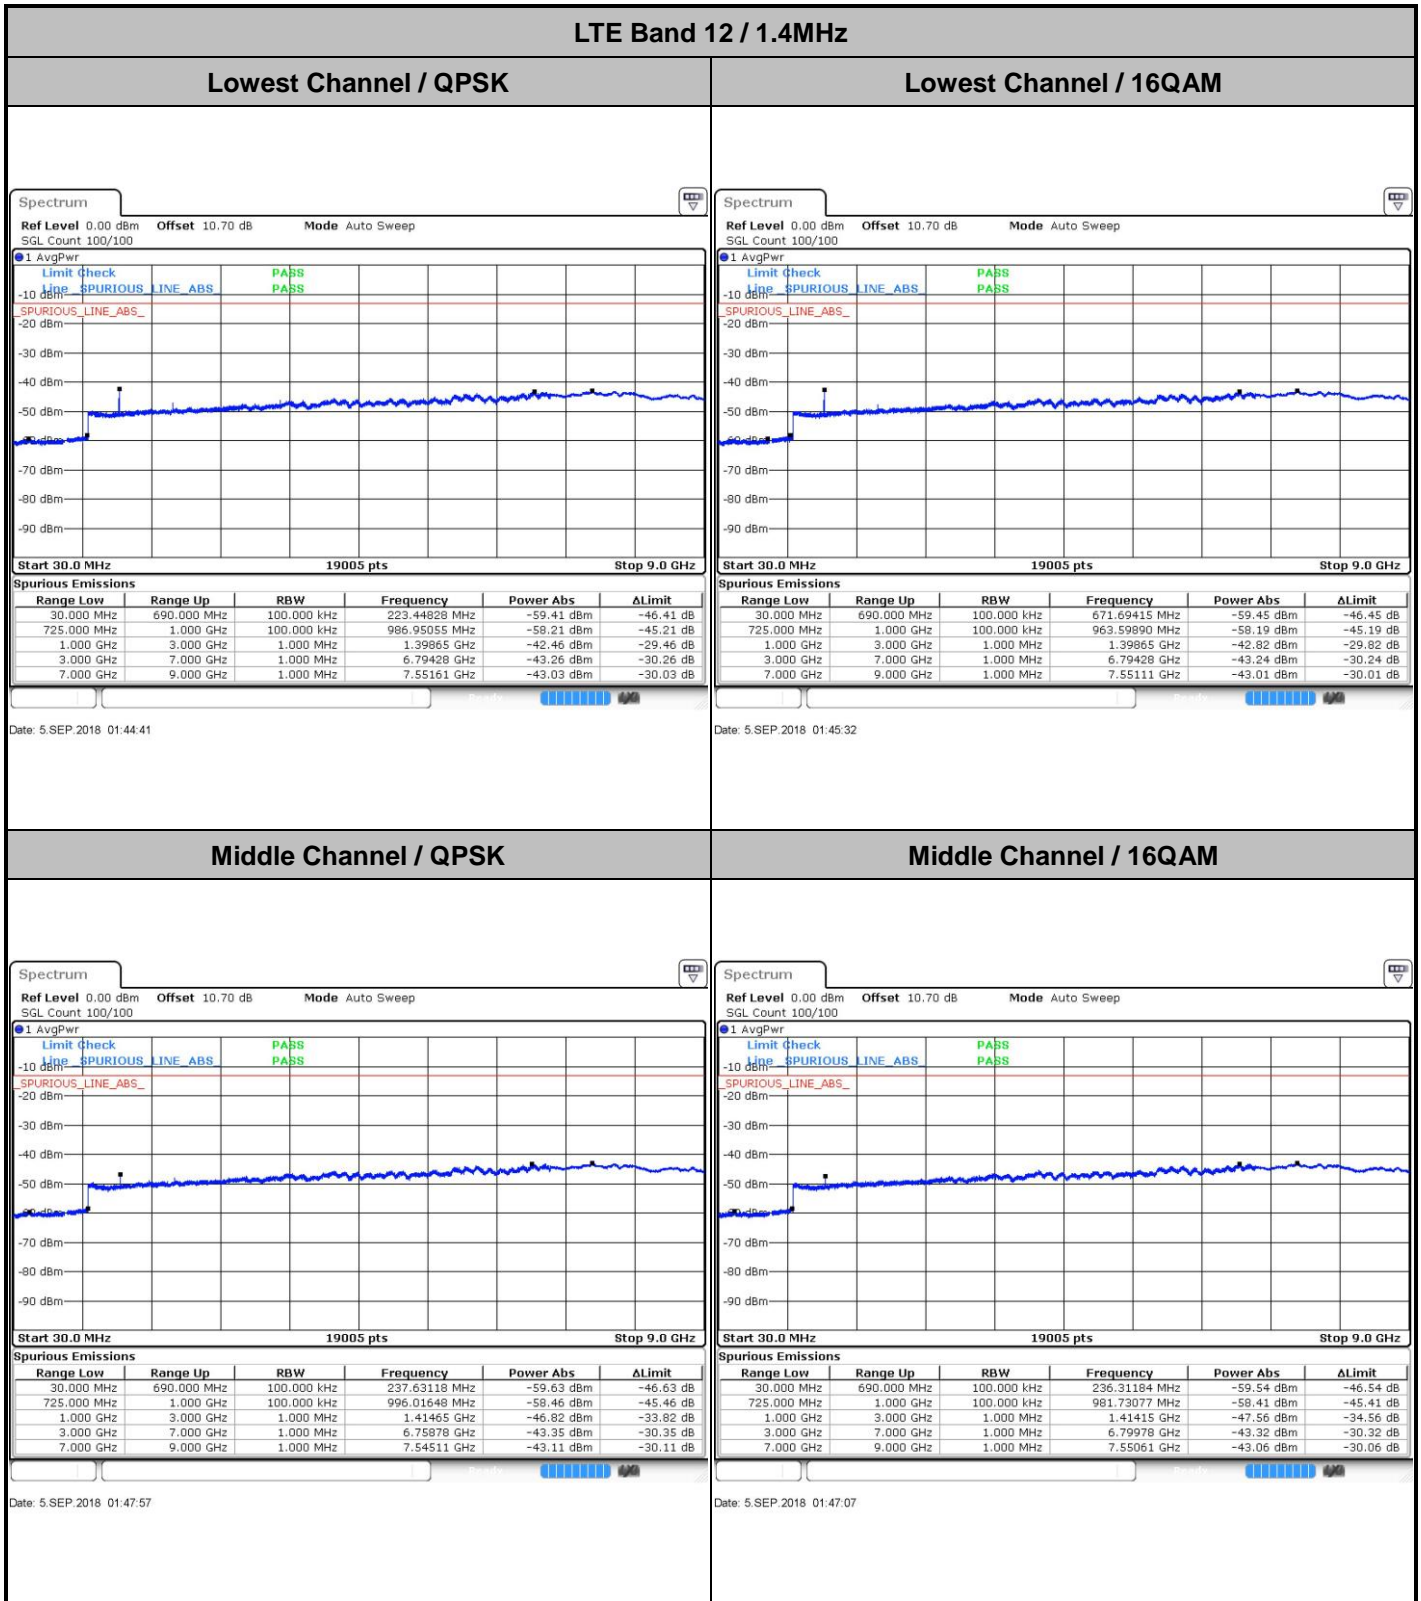 LTE Band 12 / 1.4MHz
Lowest Channel / QPSK
Lowest Channel / 16QAM
Spectrum
Ref Level 0.00 dBm Offset 10.70 dB Mode Auto Sweep
SGL Count 100/100
1 AvgPwr
Limit Check PASS
Line _SPURIOUS_LINE_ABS_ PASS
-10 dBm
_SPURIOUS_LINE_ABS_
-20 dBm
-30 dBm
-40 dBm
-50 dBm
-60 dBm
-70 dBm
-80 dBm
-90 dBm
Start 30.0 MHz 19005 pts Stop 9.0 GHz
Spurious Emissions
Range Low Range Up RBW Frequency Power Abs ΔLimit
30.000 MHz 690.000 MHz 100.000 kHz 223.44828 MHz -59.41 dBm -46.41 dB
725.000 MHz 1.000 GHz 100.000 kHz 986.95055 MHz -58.21 dBm -45.21 dB
1.000 GHz 3.000 GHz 1.000 MHz 1.39865 GHz -42.46 dBm -29.46 dB
3.000 GHz 7.000 GHz 1.000 MHz 6.79428 GHz -43.26 dBm -30.26 dB
7.000 GHz 9.000 GHz 1.000 MHz 7.55161 GHz -43.03 dBm -30.03 dB
Date: 5.SEP.2018 01:44:41
Spectrum
Ref Level 0.00 dBm Offset 10.70 dB Mode Auto Sweep
SGL Count 100/100
1 AvgPwr
Limit Check PASS
Line _SPURIOUS_LINE_ABS_ PASS
-10 dBm
_SPURIOUS_LINE_ABS_
-20 dBm
-30 dBm
-40 dBm
-50 dBm
-60 dBm
-70 dBm
-80 dBm
-90 dBm
Start 30.0 MHz 19005 pts Stop 9.0 GHz
Spurious Emissions
Range Low Range Up RBW Frequency Power Abs ΔLimit
30.000 MHz 690.000 MHz 100.000 kHz 671.69415 MHz -59.45 dBm -46.45 dB
725.000 MHz 1.000 GHz 100.000 kHz 963.59890 MHz -58.19 dBm -45.19 dB
1.000 GHz 3.000 GHz 1.000 MHz 1.39865 GHz -42.82 dBm -29.82 dB
3.000 GHz 7.000 GHz 1.000 MHz 6.79428 GHz -43.24 dBm -30.24 dB
7.000 GHz 9.000 GHz 1.000 MHz 7.55111 GHz -43.01 dBm -30.01 dB
Date: 5.SEP.2018 01:45:32
Middle Channel / QPSK
Middle Channel / 16QAM
Spectrum
Ref Level 0.00 dBm Offset 10.70 dB Mode Auto Sweep
SGL Count 100/100
1 AvgPwr
Limit Check PASS
Line _SPURIOUS_LINE_ABS_ PASS
-10 dBm
_SPURIOUS_LINE_ABS_
-20 dBm
-30 dBm
-40 dBm
-50 dBm
-60 dBm
-70 dBm
-80 dBm
-90 dBm
Start 30.0 MHz 19005 pts Stop 9.0 GHz
Spurious Emissions
Range Low Range Up RBW Frequency Power Abs ΔLimit
30.000 MHz 690.000 MHz 100.000 kHz 237.63118 MHz -59.63 dBm -46.63 dB
725.000 MHz 1.000 GHz 100.000 kHz 996.01648 MHz -58.46 dBm -45.46 dB
1.000 GHz 3.000 GHz 1.000 MHz 1.41465 GHz -46.82 dBm -33.82 dB
3.000 GHz 7.000 GHz 1.000 MHz 6.75878 GHz -43.35 dBm -30.35 dB
7.000 GHz 9.000 GHz 1.000 MHz 7.54511 GHz -43.11 dBm -30.11 dB
Date: 5.SEP.2018 01:47:57
Spectrum
Ref Level 0.00 dBm Offset 10.70 dB Mode Auto Sweep
SGL Count 100/100
1 AvgPwr
Limit Check PASS
Line _SPURIOUS_LINE_ABS_ PASS
-10 dBm
_SPURIOUS_LINE_ABS_
-20 dBm
-30 dBm
-40 dBm
-50 dBm
-60 dBm
-70 dBm
-80 dBm
-90 dBm
Start 30.0 MHz 19005 pts Stop 9.0 GHz
Spurious Emissions
Range Low Range Up RBW Frequency Power Abs ΔLimit
30.000 MHz 690.000 MHz 100.000 kHz 236.31184 MHz -59.54 dBm -46.54 dB
725.000 MHz 1.000 GHz 100.000 kHz 981.73077 MHz -58.41 dBm -45.41 dB
1.000 GHz 3.000 GHz 1.000 MHz 1.41415 GHz -47.56 dBm -34.56 dB
3.000 GHz 7.000 GHz 1.000 MHz 6.79978 GHz -43.32 dBm -30.32 dB
7.000 GHz 9.000 GHz 1.000 MHz 7.55061 GHz -43.06 dBm -30.06 dB
Date: 5.SEP.2018 01:47:07